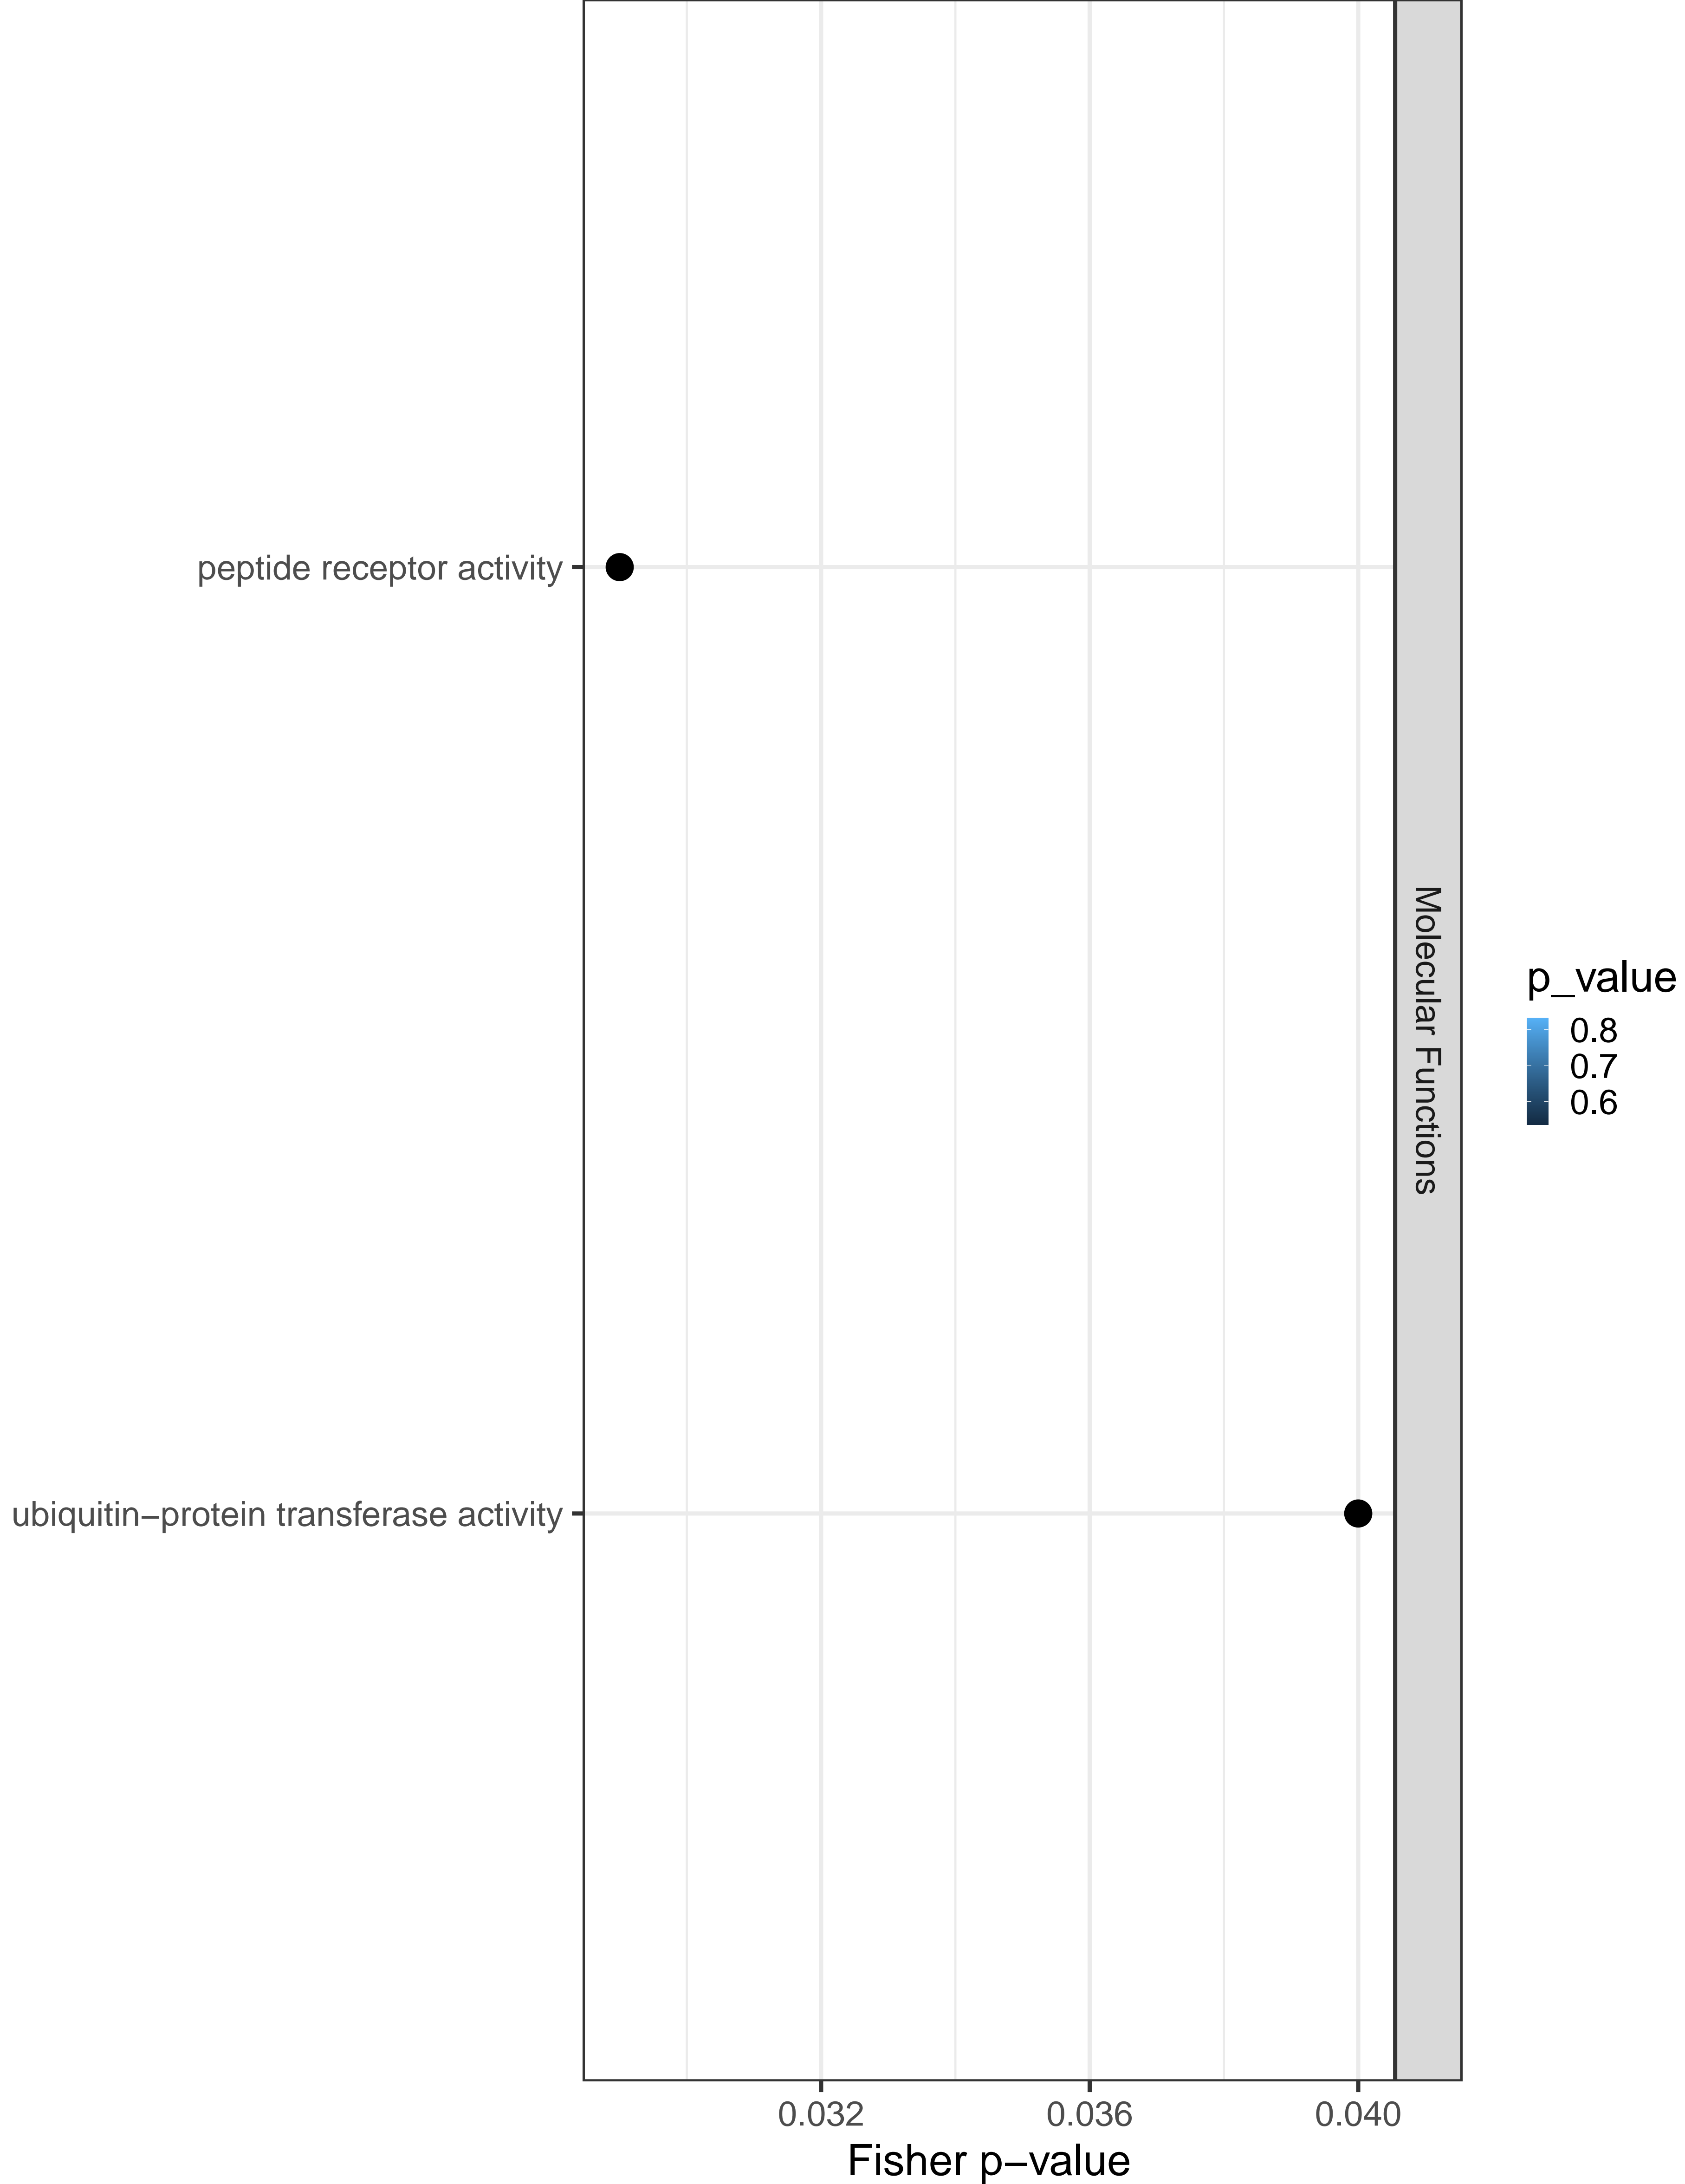 peptide receptor activity
ubiquitin−protein transferase activity
0.032
0.036
0.040
Fisher p−value
Molecular Functions
p_value
0.8
0.7
0.6